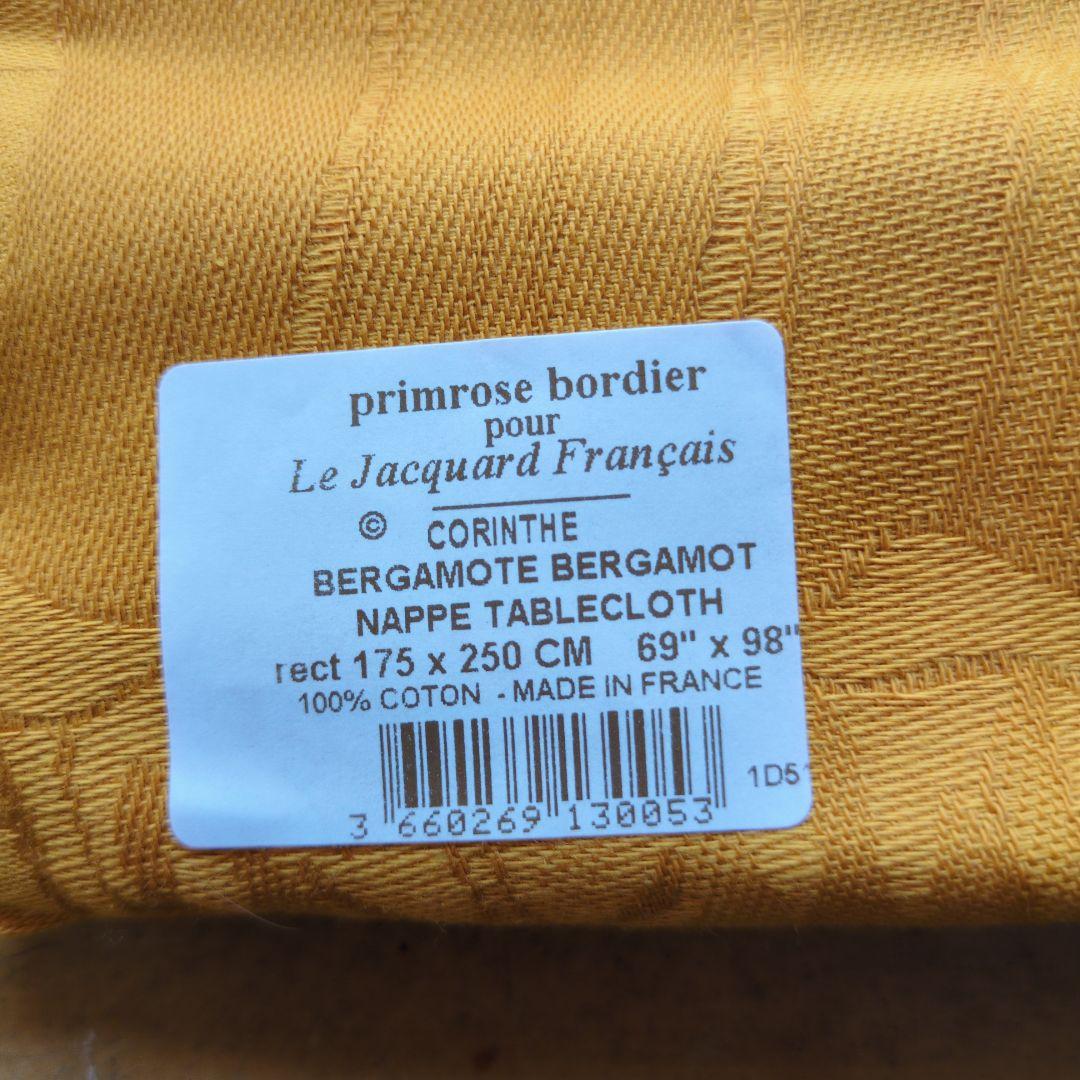 primrose bordier
pour
Le Jacquard Français
© CORINTHE
BERGAMOTE BERGAMOT
NAPPE TABLECLOTH
rect 175 x 250 CM 69" x 98"
100% COTON - MADE IN FRANCE
3 660269 130053